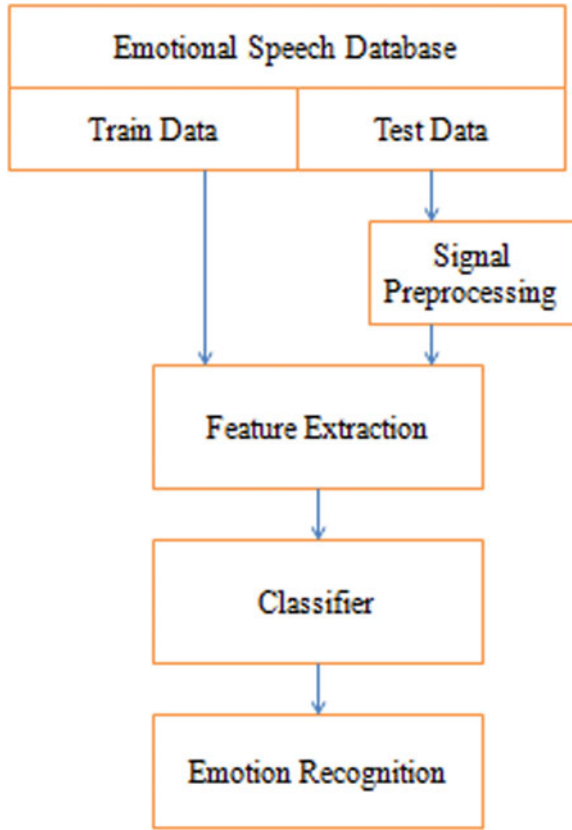 Emotional Speech Database
Train Data
Test Data
Signal
Preprocessing
Feature Extraction
Classifier
Emotion Recognition